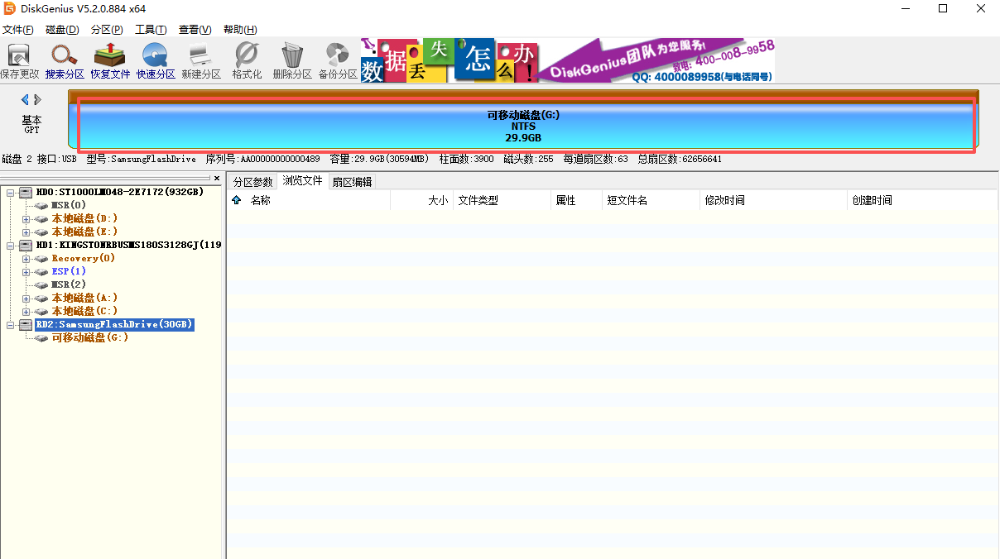 DiskGenius V5.2.0.884 x64
文件(F) 磁盘(D) 分区(P) 工具(T) 查看(V) 帮助(H)
保存更改 搜索分区 恢复文件 快速分区 新建分区 格式化 删除分区 备份分区
数据丢失怎么办!
DiskGenius团队为您服务!
致电: 400-008-9958
QQ: 4000089958(与电话同号)
基本
GPT
可移动磁盘(G:)
NTFS
29.9GB
磁盘 2 接口:USB 型号:SamsungFlashDrive 序列号:AA00000000000489 容量:29.9GB(30594MB) 柱面数:3900 磁头数:255 每道扇区数:63 总扇区数:62656641
HD0:ST1000LM048-2E7172(932GB)
MSR(0)
本地磁盘(D:)
本地磁盘(E:)
HD1:KINGSTONRBUSMS180S3128GJ(119
Recovery(0)
ESP(1)
MSR(2)
本地磁盘(A:)
本地磁盘(C:)
RD2:SamsungFlashDrive(30GB)
可移动磁盘(G:)
分区参数 浏览文件 扇区编辑
名称 大小 文件类型 属性 短文件名 修改时间 创建时间